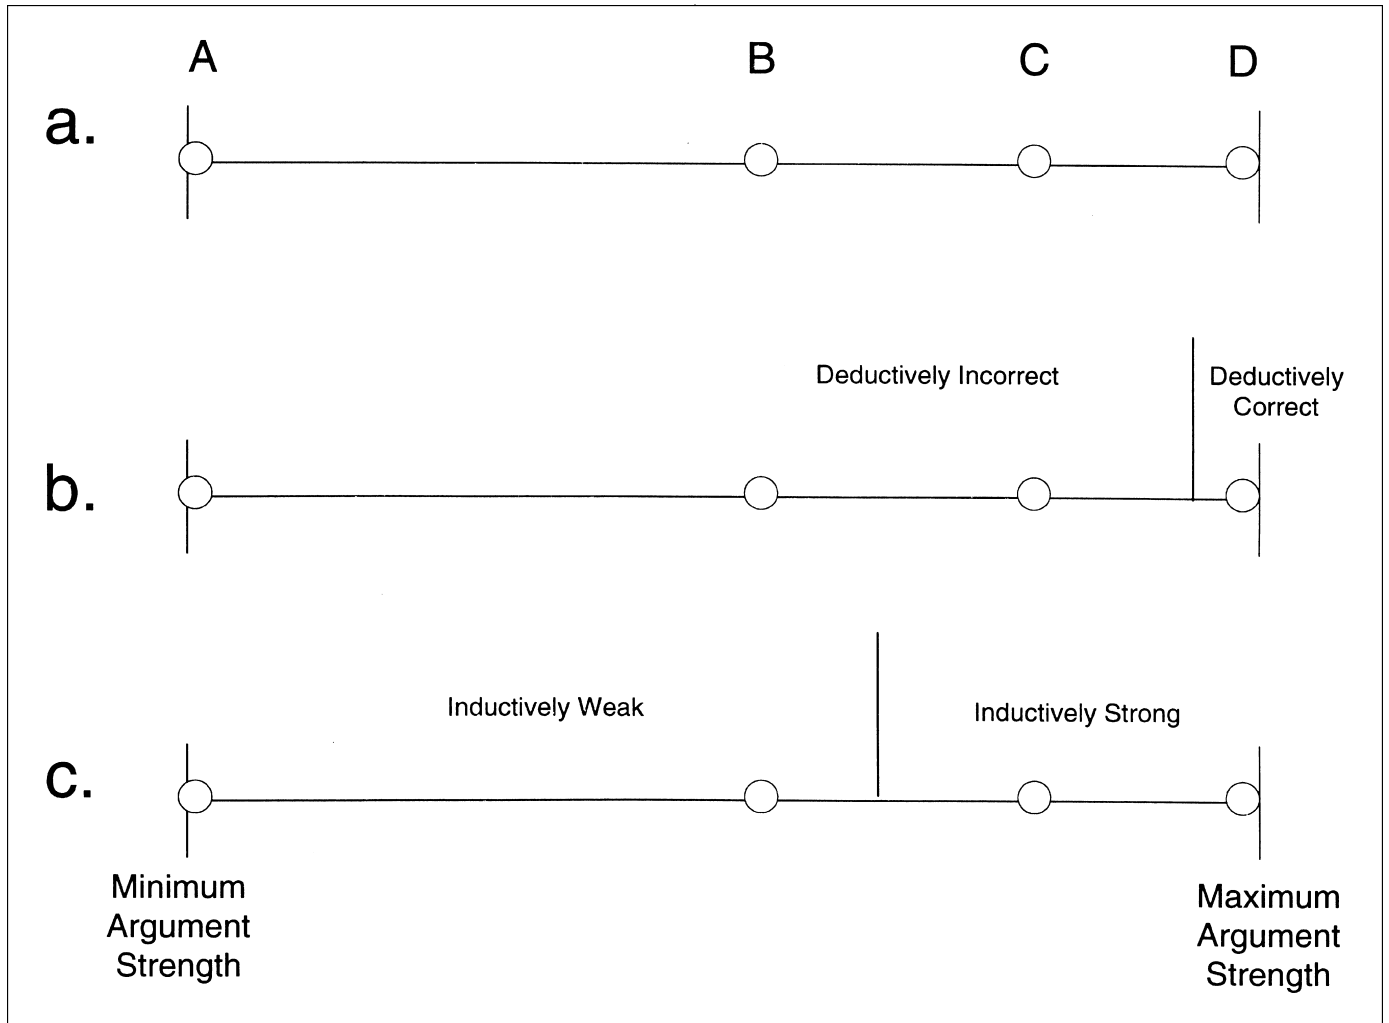 A B C D
a.
Deductively Incorrect
Deductively
Correct
b.
Inductively Weak
Inductively Strong
c.
Minimum
Argument
Strength
Maximum
Argument
Strength